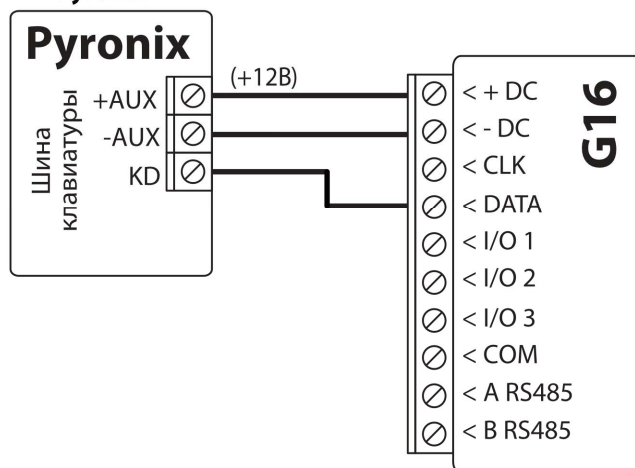 Pyronix
Шина
клавиатуры
+AUX
-AUX
KD
(+12В)
< + DC
< - DC
< CLK
< DATA
< I/O 1
< I/O 2
< I/O 3
< COM
< A RS485
< B RS485
G16